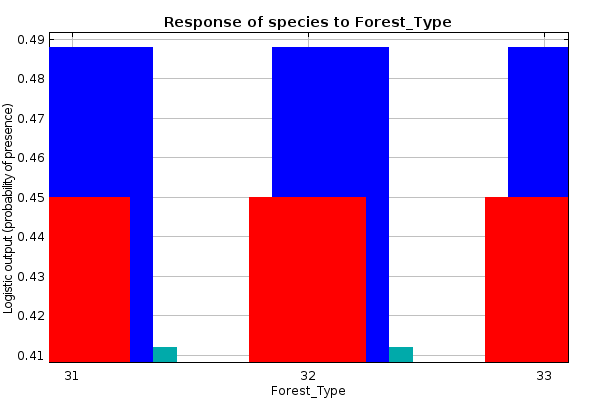 Response of species to Forest_Type
Logistic output (probability of presence)
0.49
0.48
0.47
0.46
0.45
0.44
0.43
0.42
0.41
31 32 33
Forest_Type